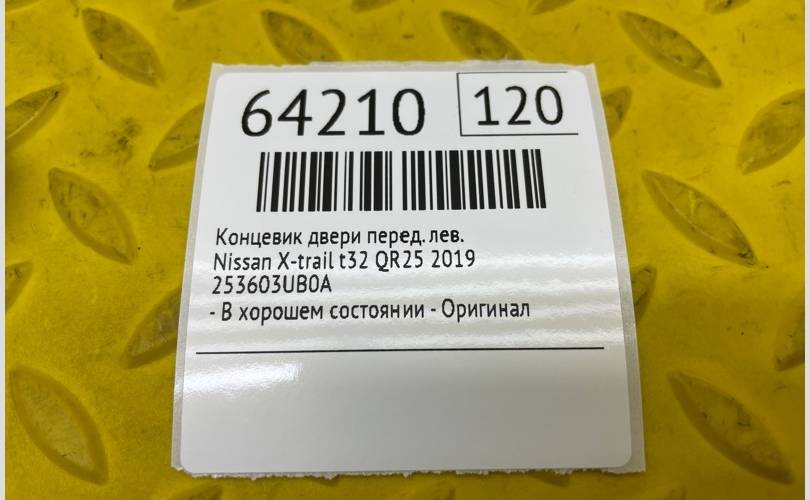 64210 120
Концевик двери перед. лев.
Nissan X-trail t32 QR25 2019
253603UB0A
- В хорошем состоянии - Оригинал